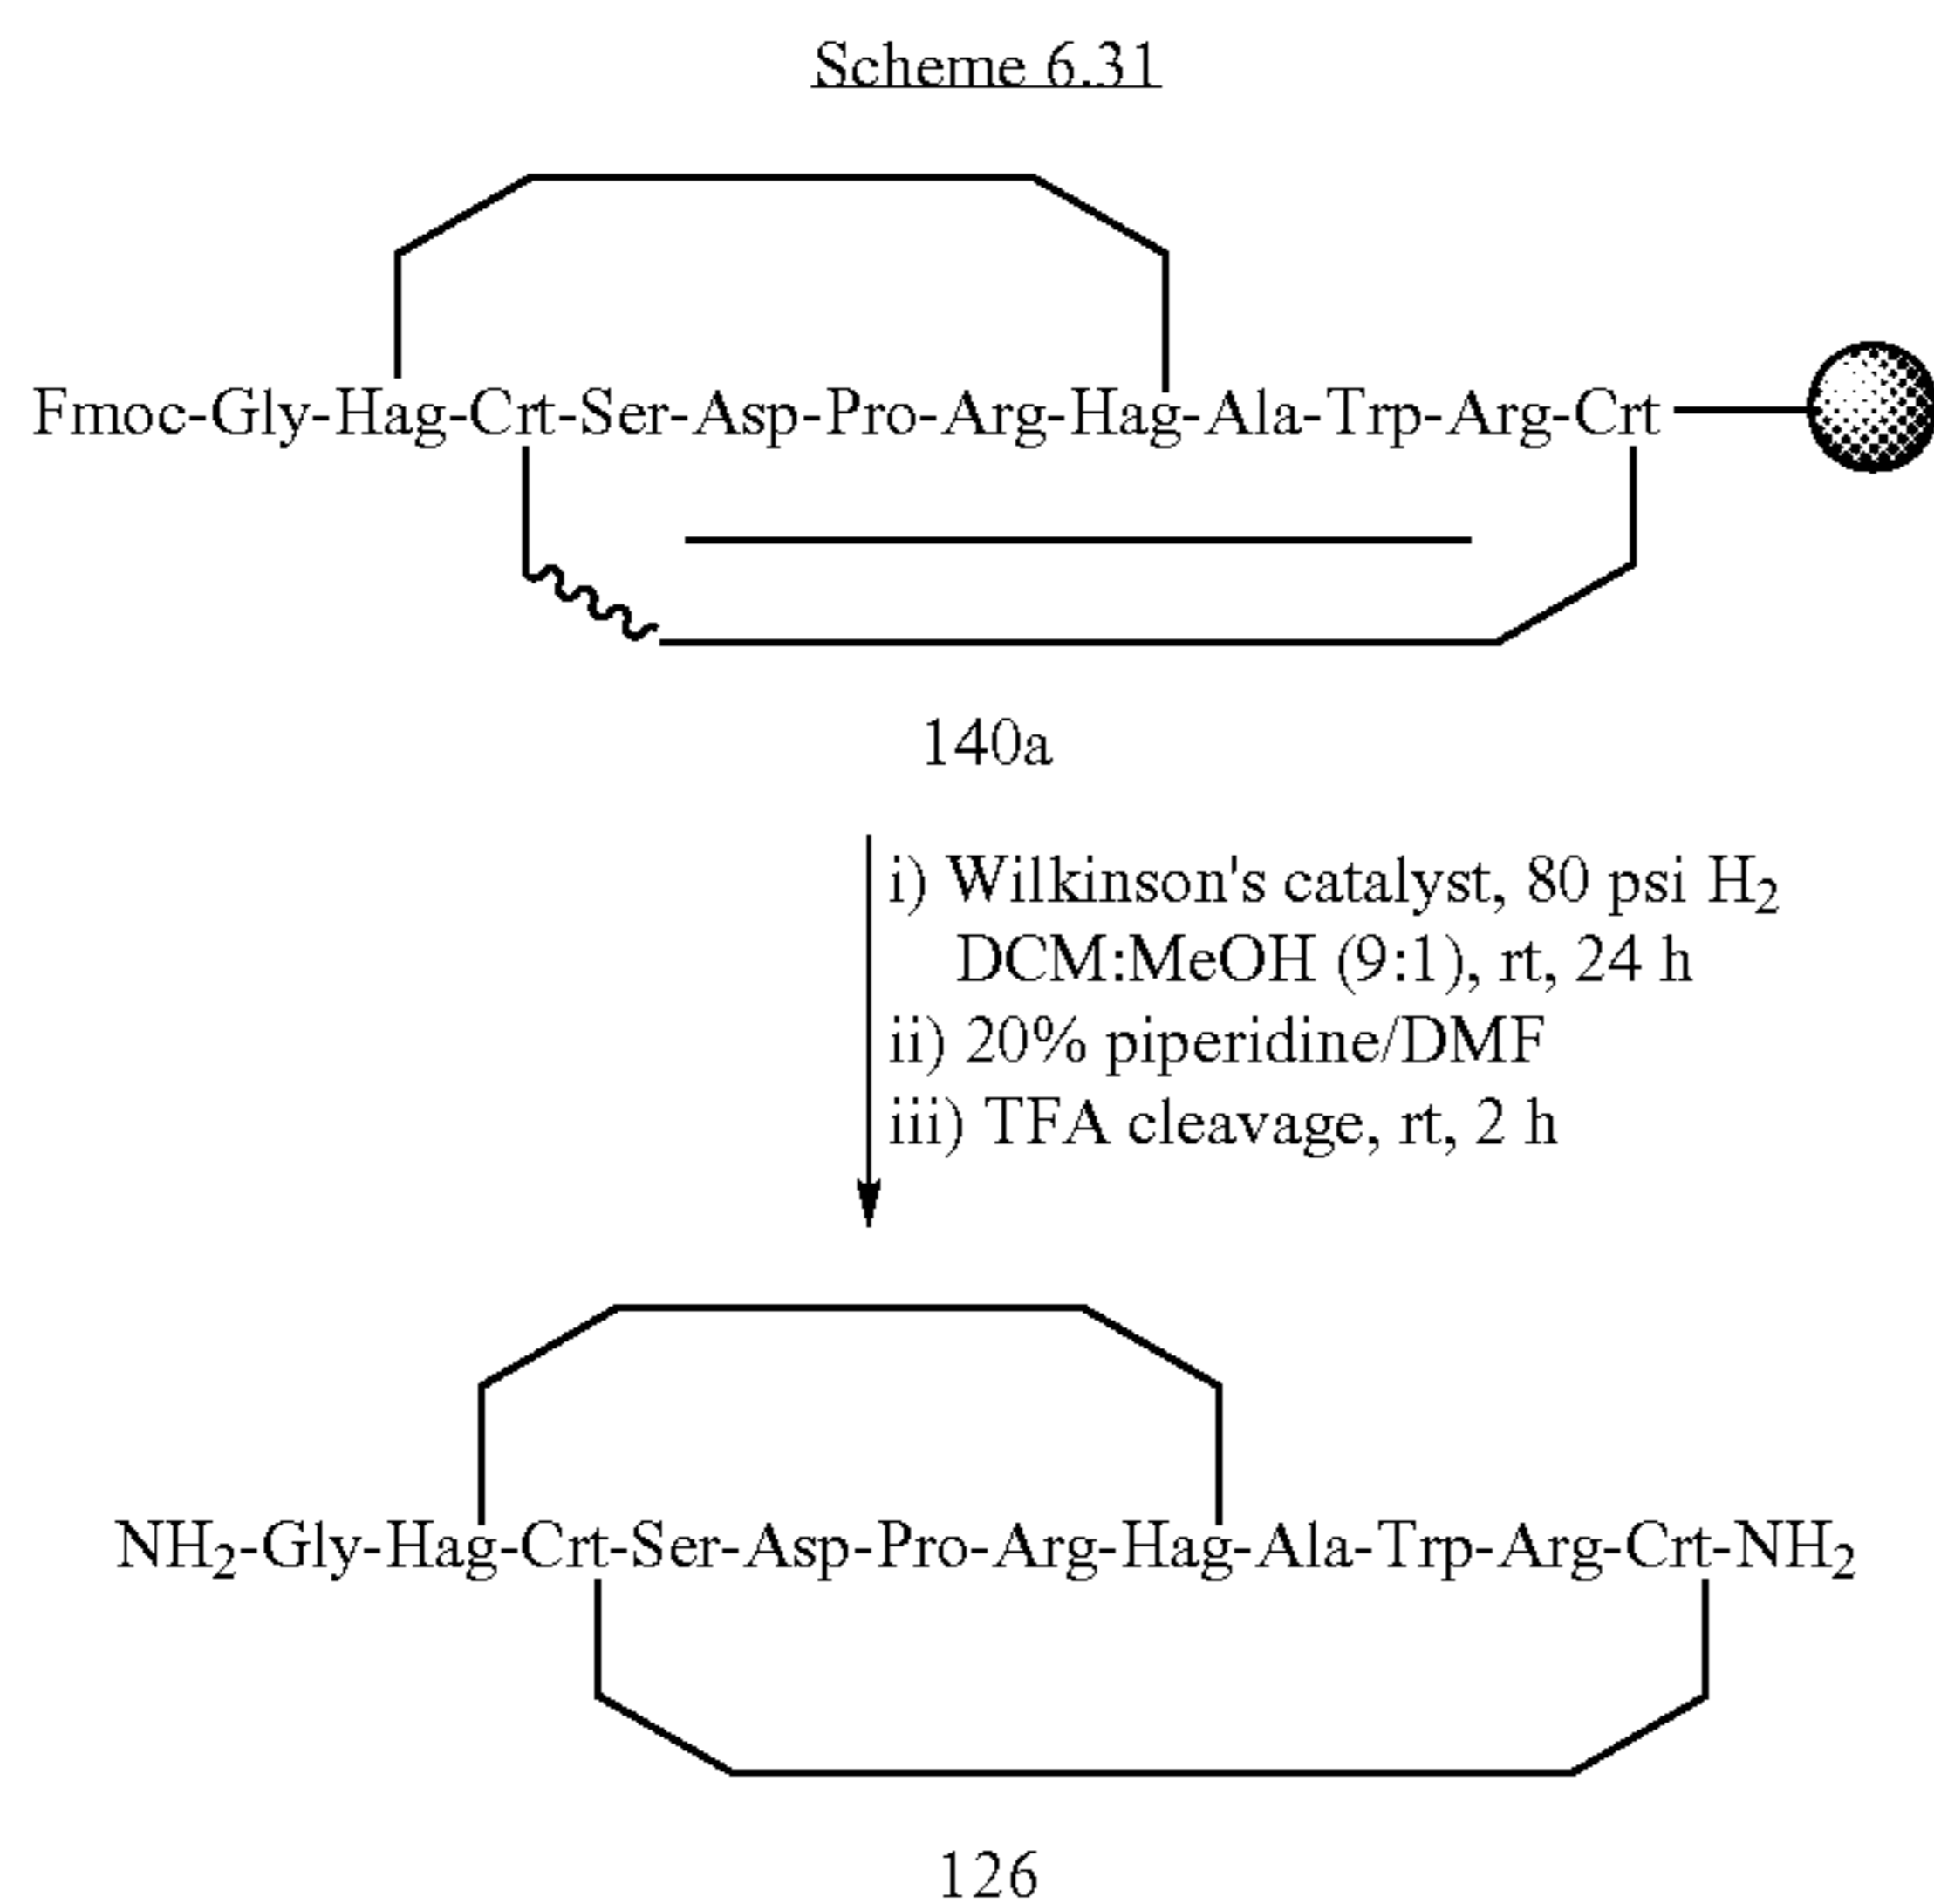 Scheme 6.31
Fmoc-Gly-Hag-Crt-Ser-Asp-Pro-Arg-Hag-Ala-Trp-Arg-Crt
140a
i) Wilkinson's catalyst, 80 psi H₂
DCM:MeOH (9:1), rt, 24 h
ii) 20% piperidine/DMF
iii) TFA cleavage, rt, 2 h
NH₂-Gly-Hag-Crt-Ser-Asp-Pro-Arg-Hag-Ala-Trp-Arg-Crt-NH₂
126